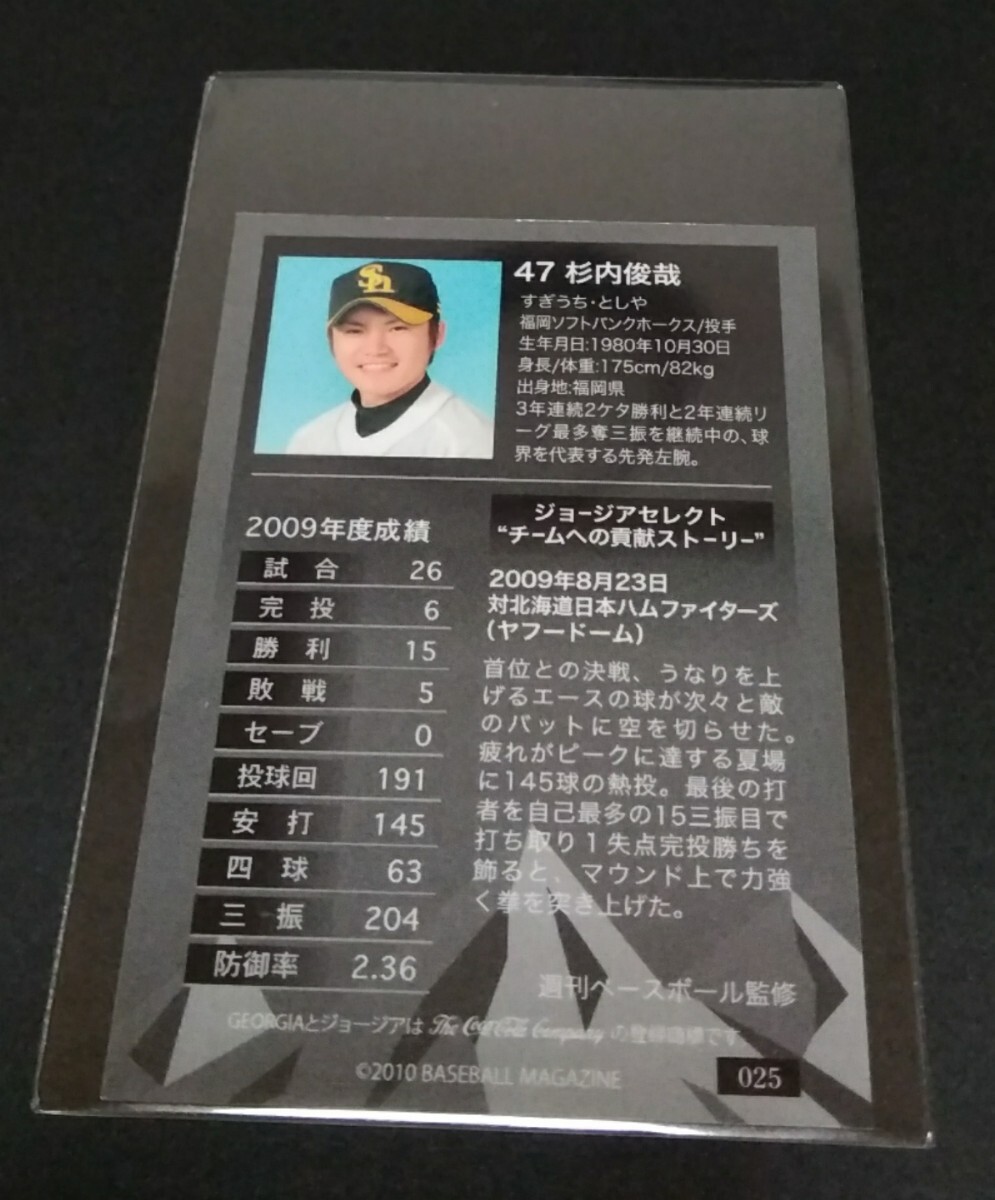 SH
47 杉内俊哉
すぎうち・としや
福岡ソフトバンクホークス/投手
生年月日:1980年10月30日
身長/体重:175cm/82kg
出身地:福岡県
3年連続2ケタ勝利と2年連続リ
ーグ最多奪三振を継続中の、球
界を代表する先発左腕。
2009年度成績
試合 26
完投 6
勝利 15
敗戦 5
セーブ 0
投球回 191
安打 145
四球 63
三振 204
防御率 2.36
ジョージアセレクト
“チームへの貢献ストーリー”
2009年8月23日
対北海道日本ハムファイターズ
(ヤフードーム)
首位との決戦、うなりを上
げるエースの球が次々と敵
のバットに空を切らせた。
疲れがピークに達する夏場
に145球の熱投。最後の打
者を自己最多の15三振目で
打ち取り1失点完投勝ちを
飾ると、マウンド上で力強
く拳を突き上げた。
週刊ベースボール監修
GEORGIAとジョージアは The Coca-Cola Company の登録商標です
©2010 BASEBALL MAGAZINE
025